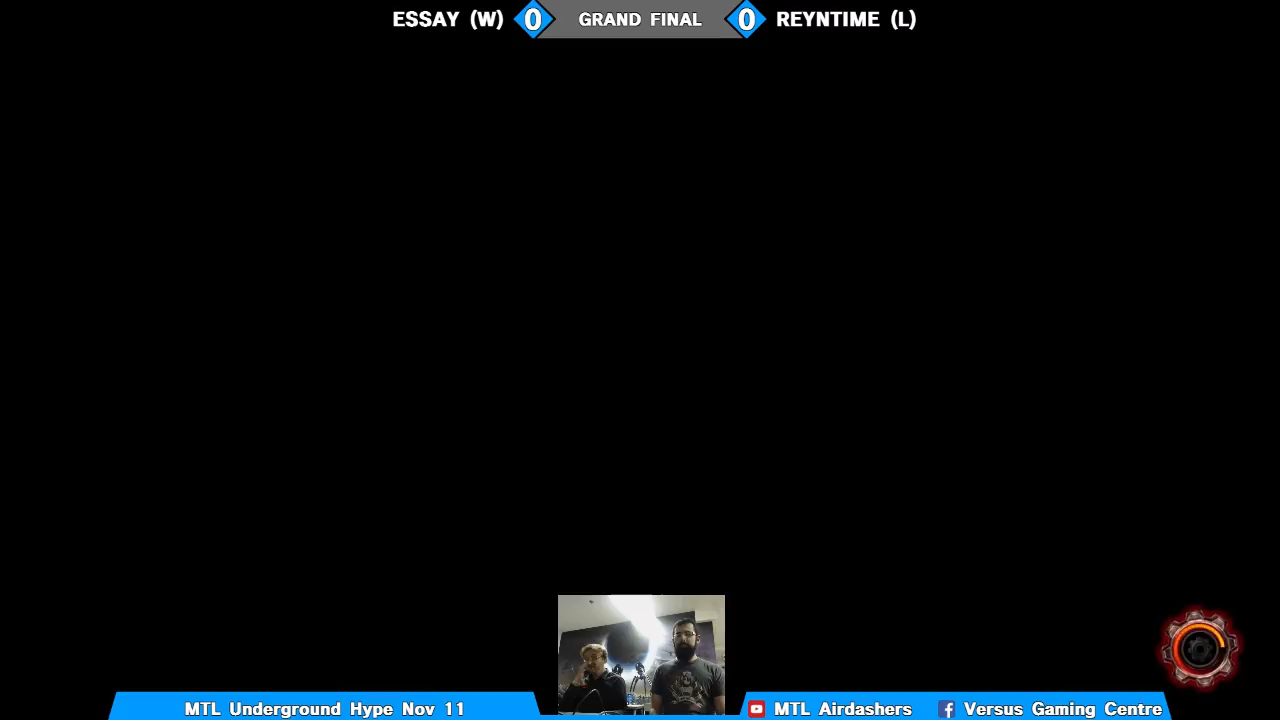 ESSAY (W) 0 GRAND FINAL 0 REYNTIME (L)
MTL Underground Hype Nov 11
MTL Airdashers Versus Gaming Centre